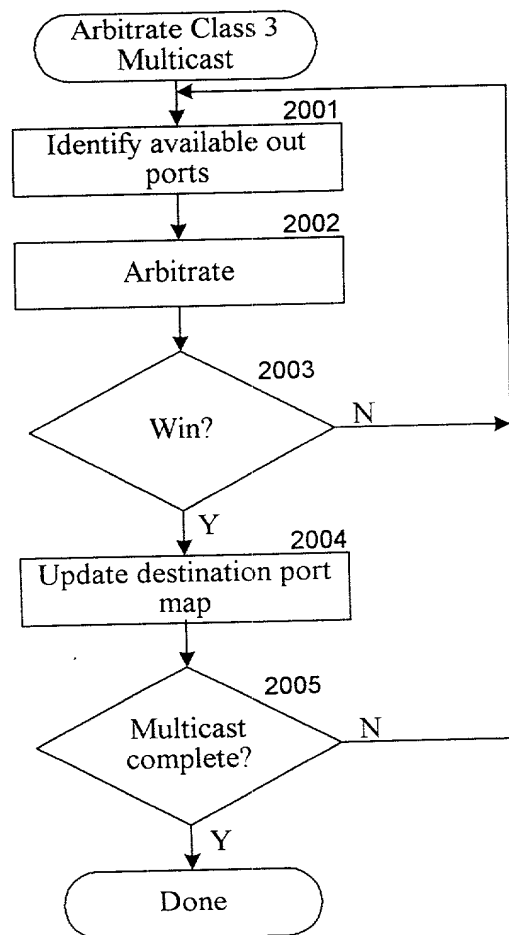 Arbitrate Class 3
Multicast
2001
Identify available out
ports
2002
Arbitrate
2003
Win?
N
Y
2004
Update destination port
map
2005
Multicast
complete?
N
Y
Done